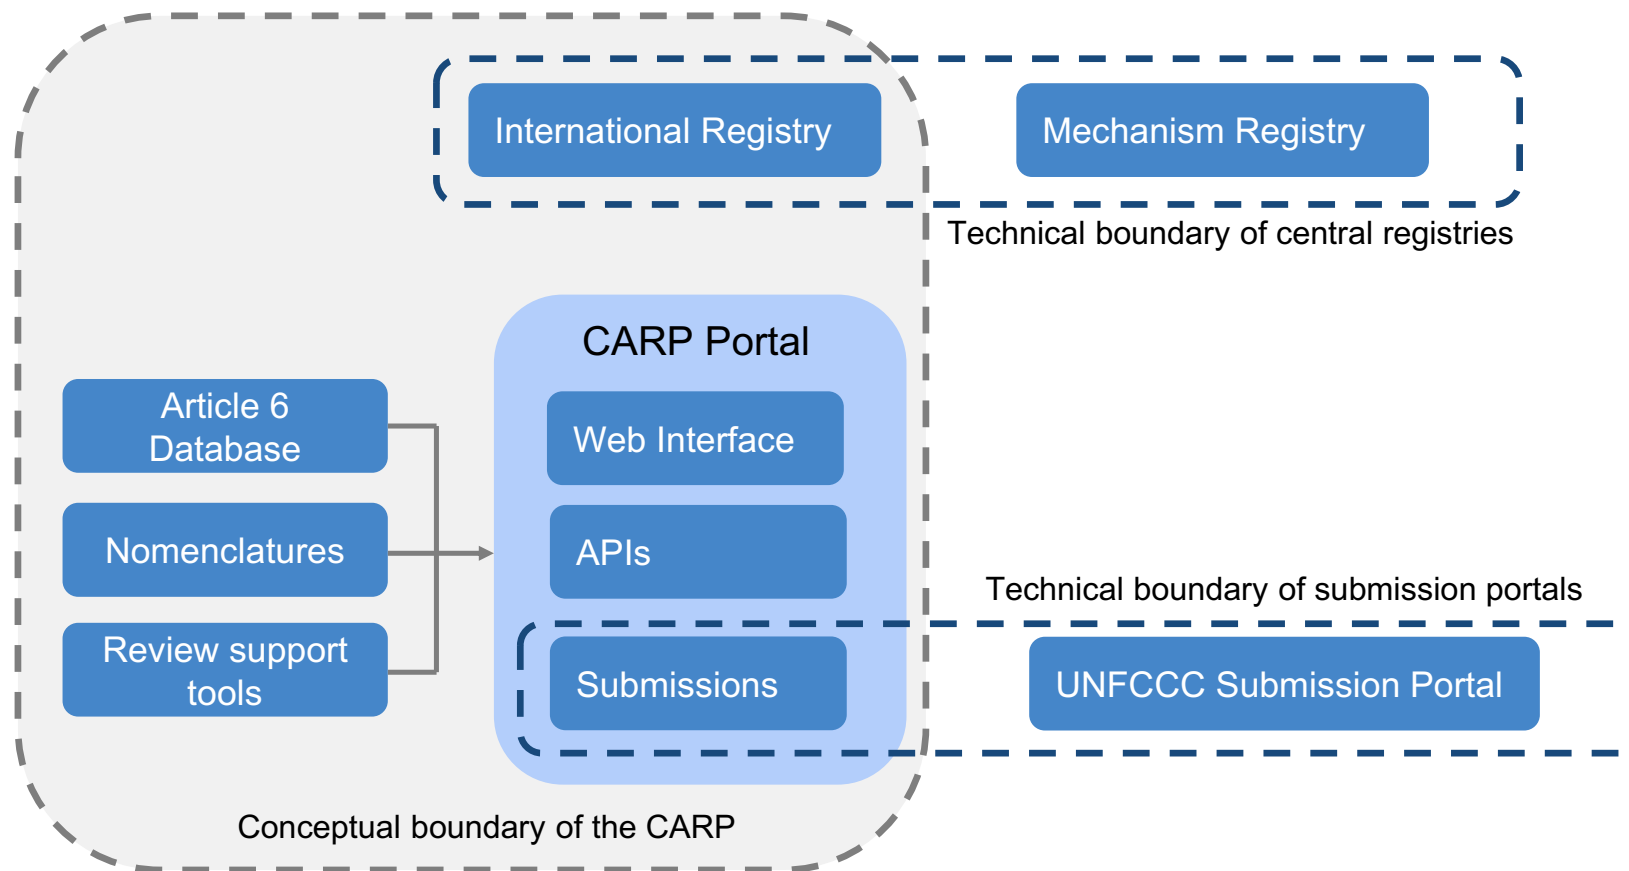 International Registry
Mechanism Registry
Technical boundary of central registries
CARP Portal
Article 6
Database
Web Interface
Nomenclatures
APIs
Technical boundary of submission portals
Review support
tools
Submissions
UNFCCC Submission Portal
Conceptual boundary of the CARP